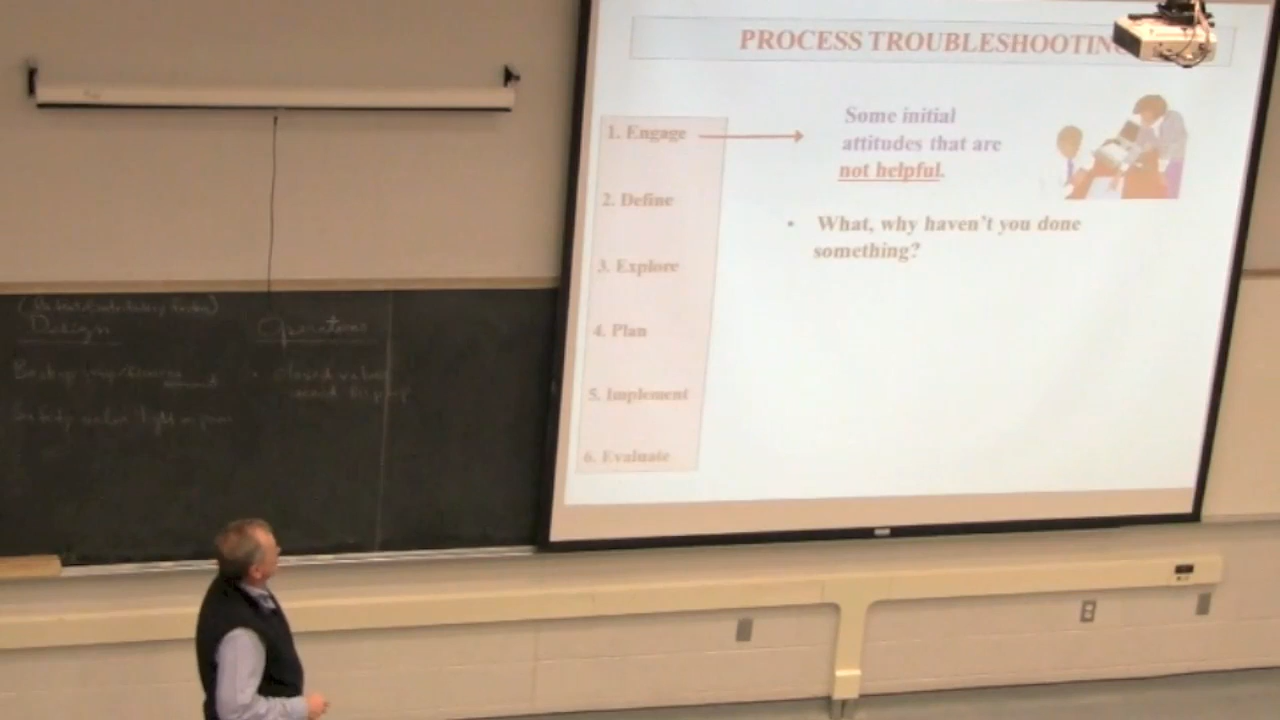 PROCESS TROUBLESHOOTING
1. Engage
Some initial
attitudes that are
not helpful.
2. Define
• What, why haven't you done
something?
3. Explore
4. Plan
5. Implement
6. Evaluate
Design
Operations